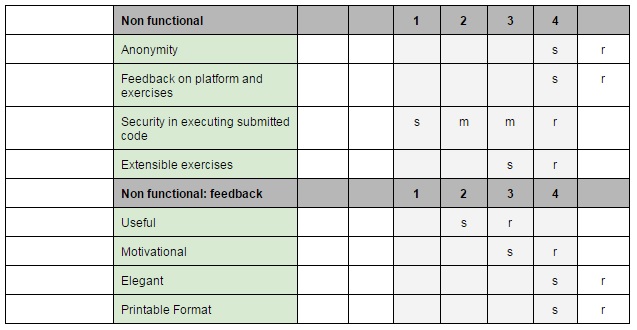 Non functional 1 2 3 4
Anonymity s r
Feedback on platform and s r
exercises
Security in executing submitted s m m r
code
Extensible exercises s r
Non functional: feedback 1 2 3 4
Useful s r
Motivational s r
Elegant s r
Printable Format s r